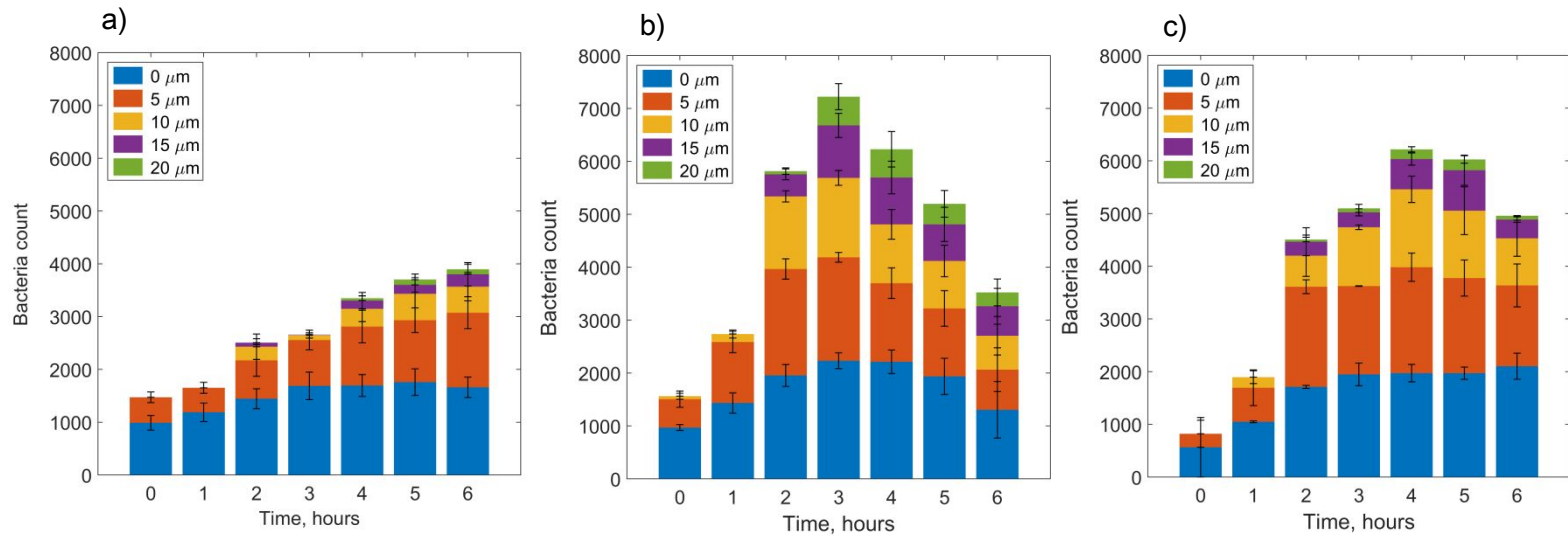 a)
8000
7000
6000
5000
4000
3000
2000
1000
0
Bacteria count
0 μm
5 μm
10 μm
15 μm
20 μm
0 1 2 3 4 5 6
Time, hours
b)
8000
7000
6000
5000
4000
3000
2000
1000
0
Bacteria count
0 μm
5 μm
10 μm
15 μm
20 μm
0 1 2 3 4 5 6
Time, hours
c)
8000
7000
6000
5000
4000
3000
2000
1000
0
Bacteria count
0 μm
5 μm
10 μm
15 μm
20 μm
0 1 2 3 4 5 6
Time, hours